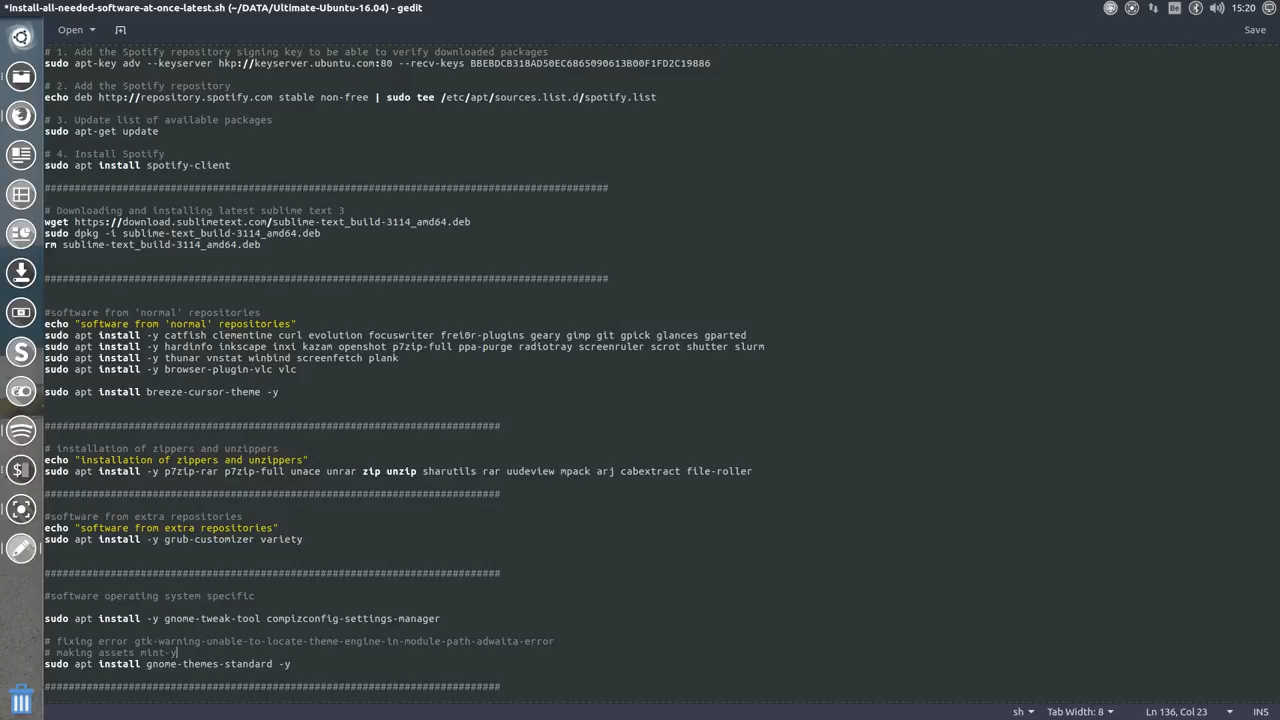 *install-all-needed-software-at-once-latest.sh (~/DATA/Ultimate-Ubuntu-16.04) - gedit
Be
15:20
Open
Save
# 1. Add the Spotify repository signing key to be able to verify downloaded packages
sudo apt-key adv --keyserver hkp://keyserver.ubuntu.com:80 --recv-keys BBEBDCB318AD50EC6865090613B00F1FD2C19886
# 2. Add the Spotify repository
echo deb http://repository.spotify.com stable non-free | sudo tee /etc/apt/sources.list.d/spotify.list
# 3. Update list of available packages
sudo apt-get update
# 4. Install Spotify
sudo apt install spotify-client
##############################################################################################
# Downloading and installing latest sublime text 3
wget https://download.sublimetext.com/sublime-text_build-3114_amd64.deb
sudo dpkg -i sublime-text_build-3114_amd64.deb
rm sublime-text_build-3114_amd64.deb
##############################################################################################
#software from 'normal' repositories
echo "software from 'normal' repositories"
sudo apt install -y catfish clementine curl evolution focuswriter frei0r-plugins geary gimp git gpick glances gparted
sudo apt install -y hardinfo inkscape inxi kazam openshot p7zip-full ppa-purge radiotray screenruler scrot shutter slurm
sudo apt install -y thunar vnstat winbind screenfetch plank
sudo apt install -y browser-plugin-vlc vlc
sudo apt install breeze-cursor-theme -y
############################################################################
# installation of zippers and unzippers
echo "installation of zippers and unzippers"
sudo apt install -y p7zip-rar p7zip-full unace unrar zip unzip sharutils rar uudeview mpack arj cabextract file-roller
############################################################################
#software from extra repositories
echo "software from extra repositories"
sudo apt install -y grub-customizer variety
############################################################################
#software operating system specific
sudo apt install -y gnome-tweak-tool compizconfig-settings-manager
# fixing error gtk-warning-unable-to-locate-theme-engine-in-module-path-adwaita-error
# making assets mint-y
sudo apt install gnome-themes-standard -y
############################################################################
sh
Tab Width: 8
Ln 136, Col 23
INS